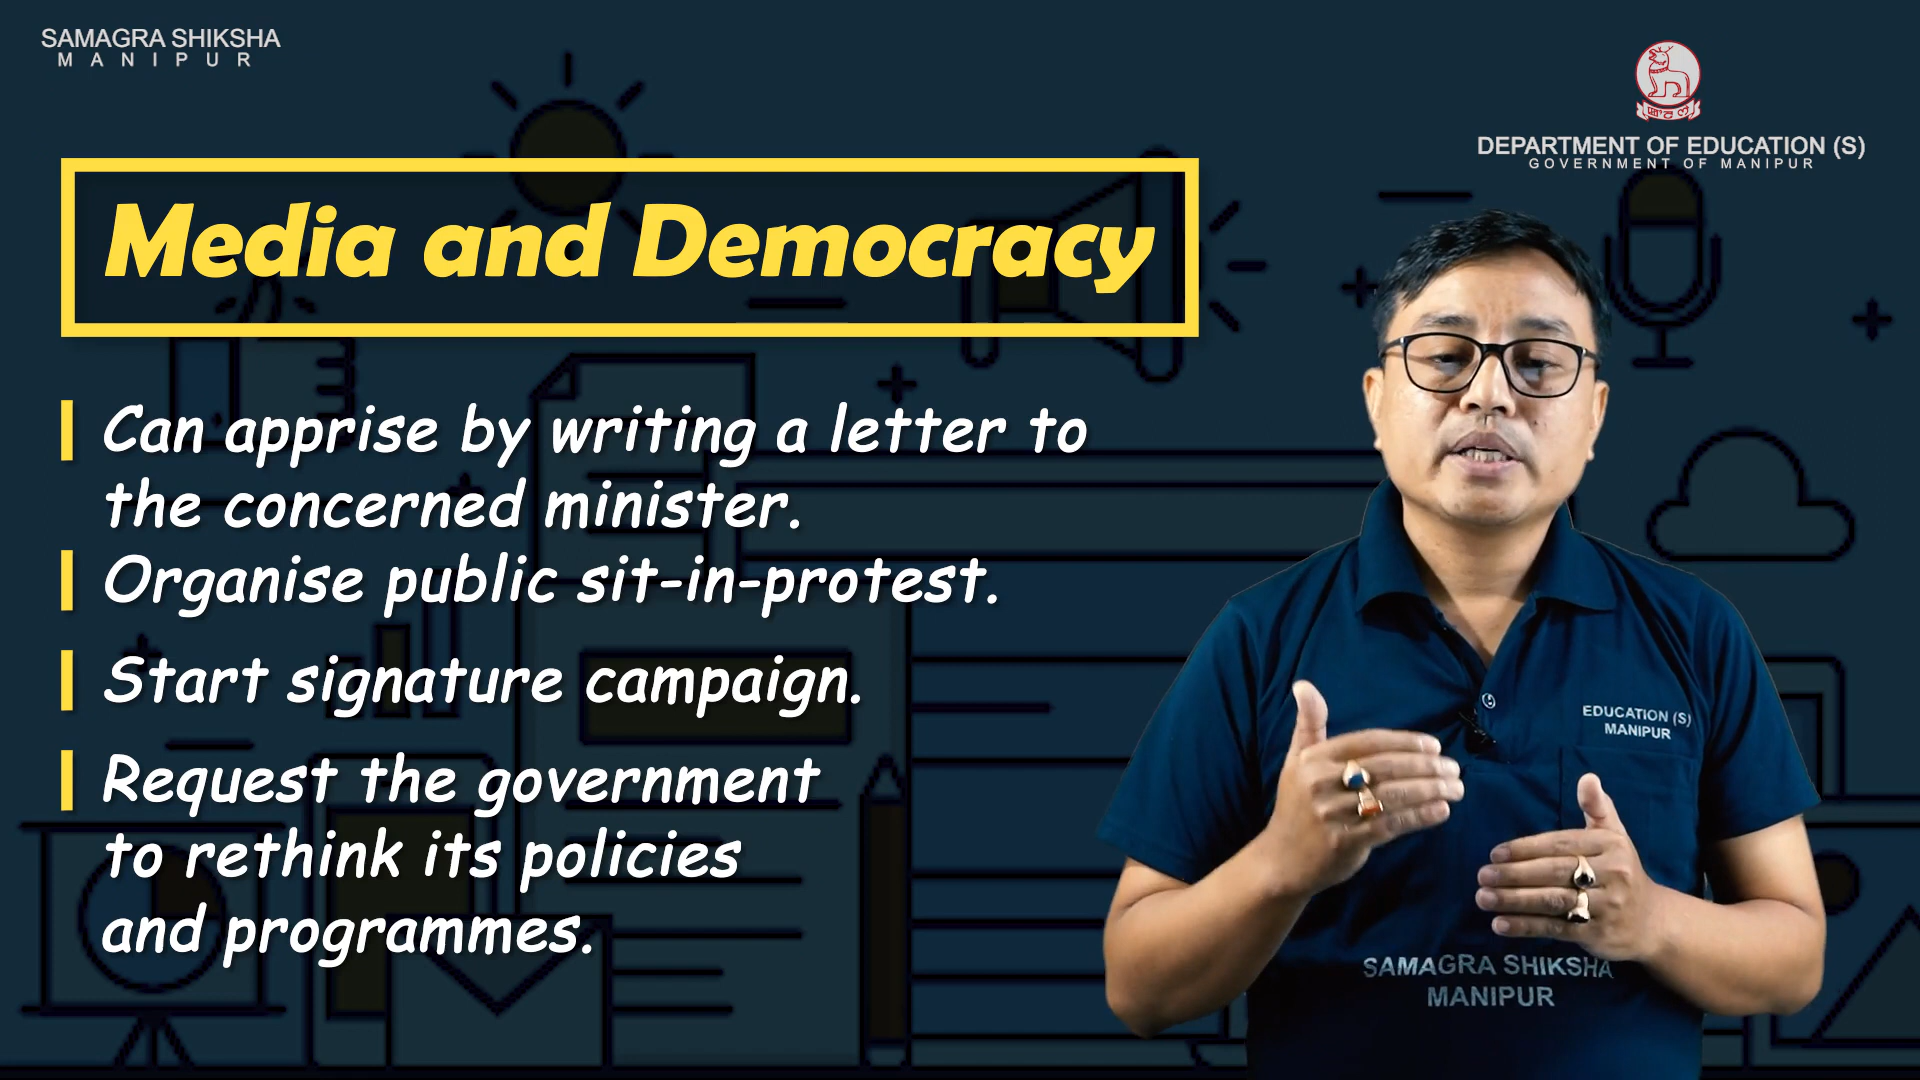 SAMAGRA SHIKSHA
MANIPUR
DEPARTMENT OF EDUCATION (S)
GOVERNMENT OF MANIPUR
Media and Democracy
Can apprise by writing a letter to
the concerned minister.
Organise public sit-in-protest.
Start signature campaign.
Request the government
to rethink its policies
and programmes.
EDUCATION (S)
MANIPUR
SAMAGRA SHIKSHA
MANIPUR